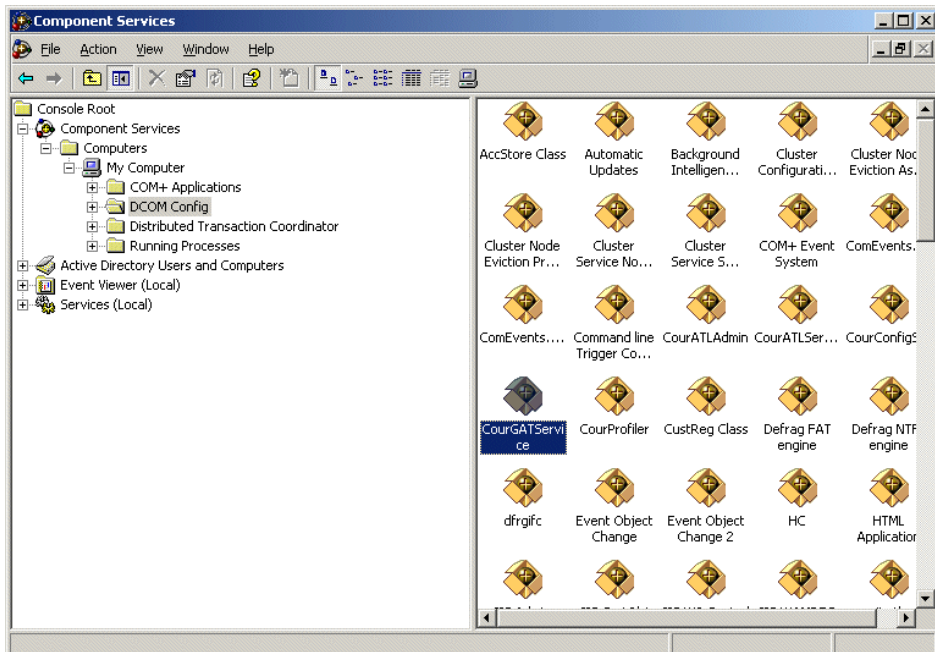 Component Services
File Action View Window Help
Console Root
Component Services
Computers
My Computer
COM+ Applications
DCOM Config
Distributed Transaction Coordinator
Running Processes
Active Directory Users and Computers
Event Viewer (Local)
Services (Local)
AccStore Class Automatic Background Cluster Cluster Noc
Updates Intelligen... Configurati... Eviction As.
Cluster Node Cluster Cluster COM+ Event ComEvents.
Eviction Pr... Service No... Service S... System
ComEvents.... Command line CourATLAdmin CourATLSer... CourConfigS
Trigger Co...
CourGATServi CourProfiler CustReg Class Defrag FAT Defrag NTF
ce engine engine
dfrgifc Event Object Event Object HC HTML
Change Change 2 Application